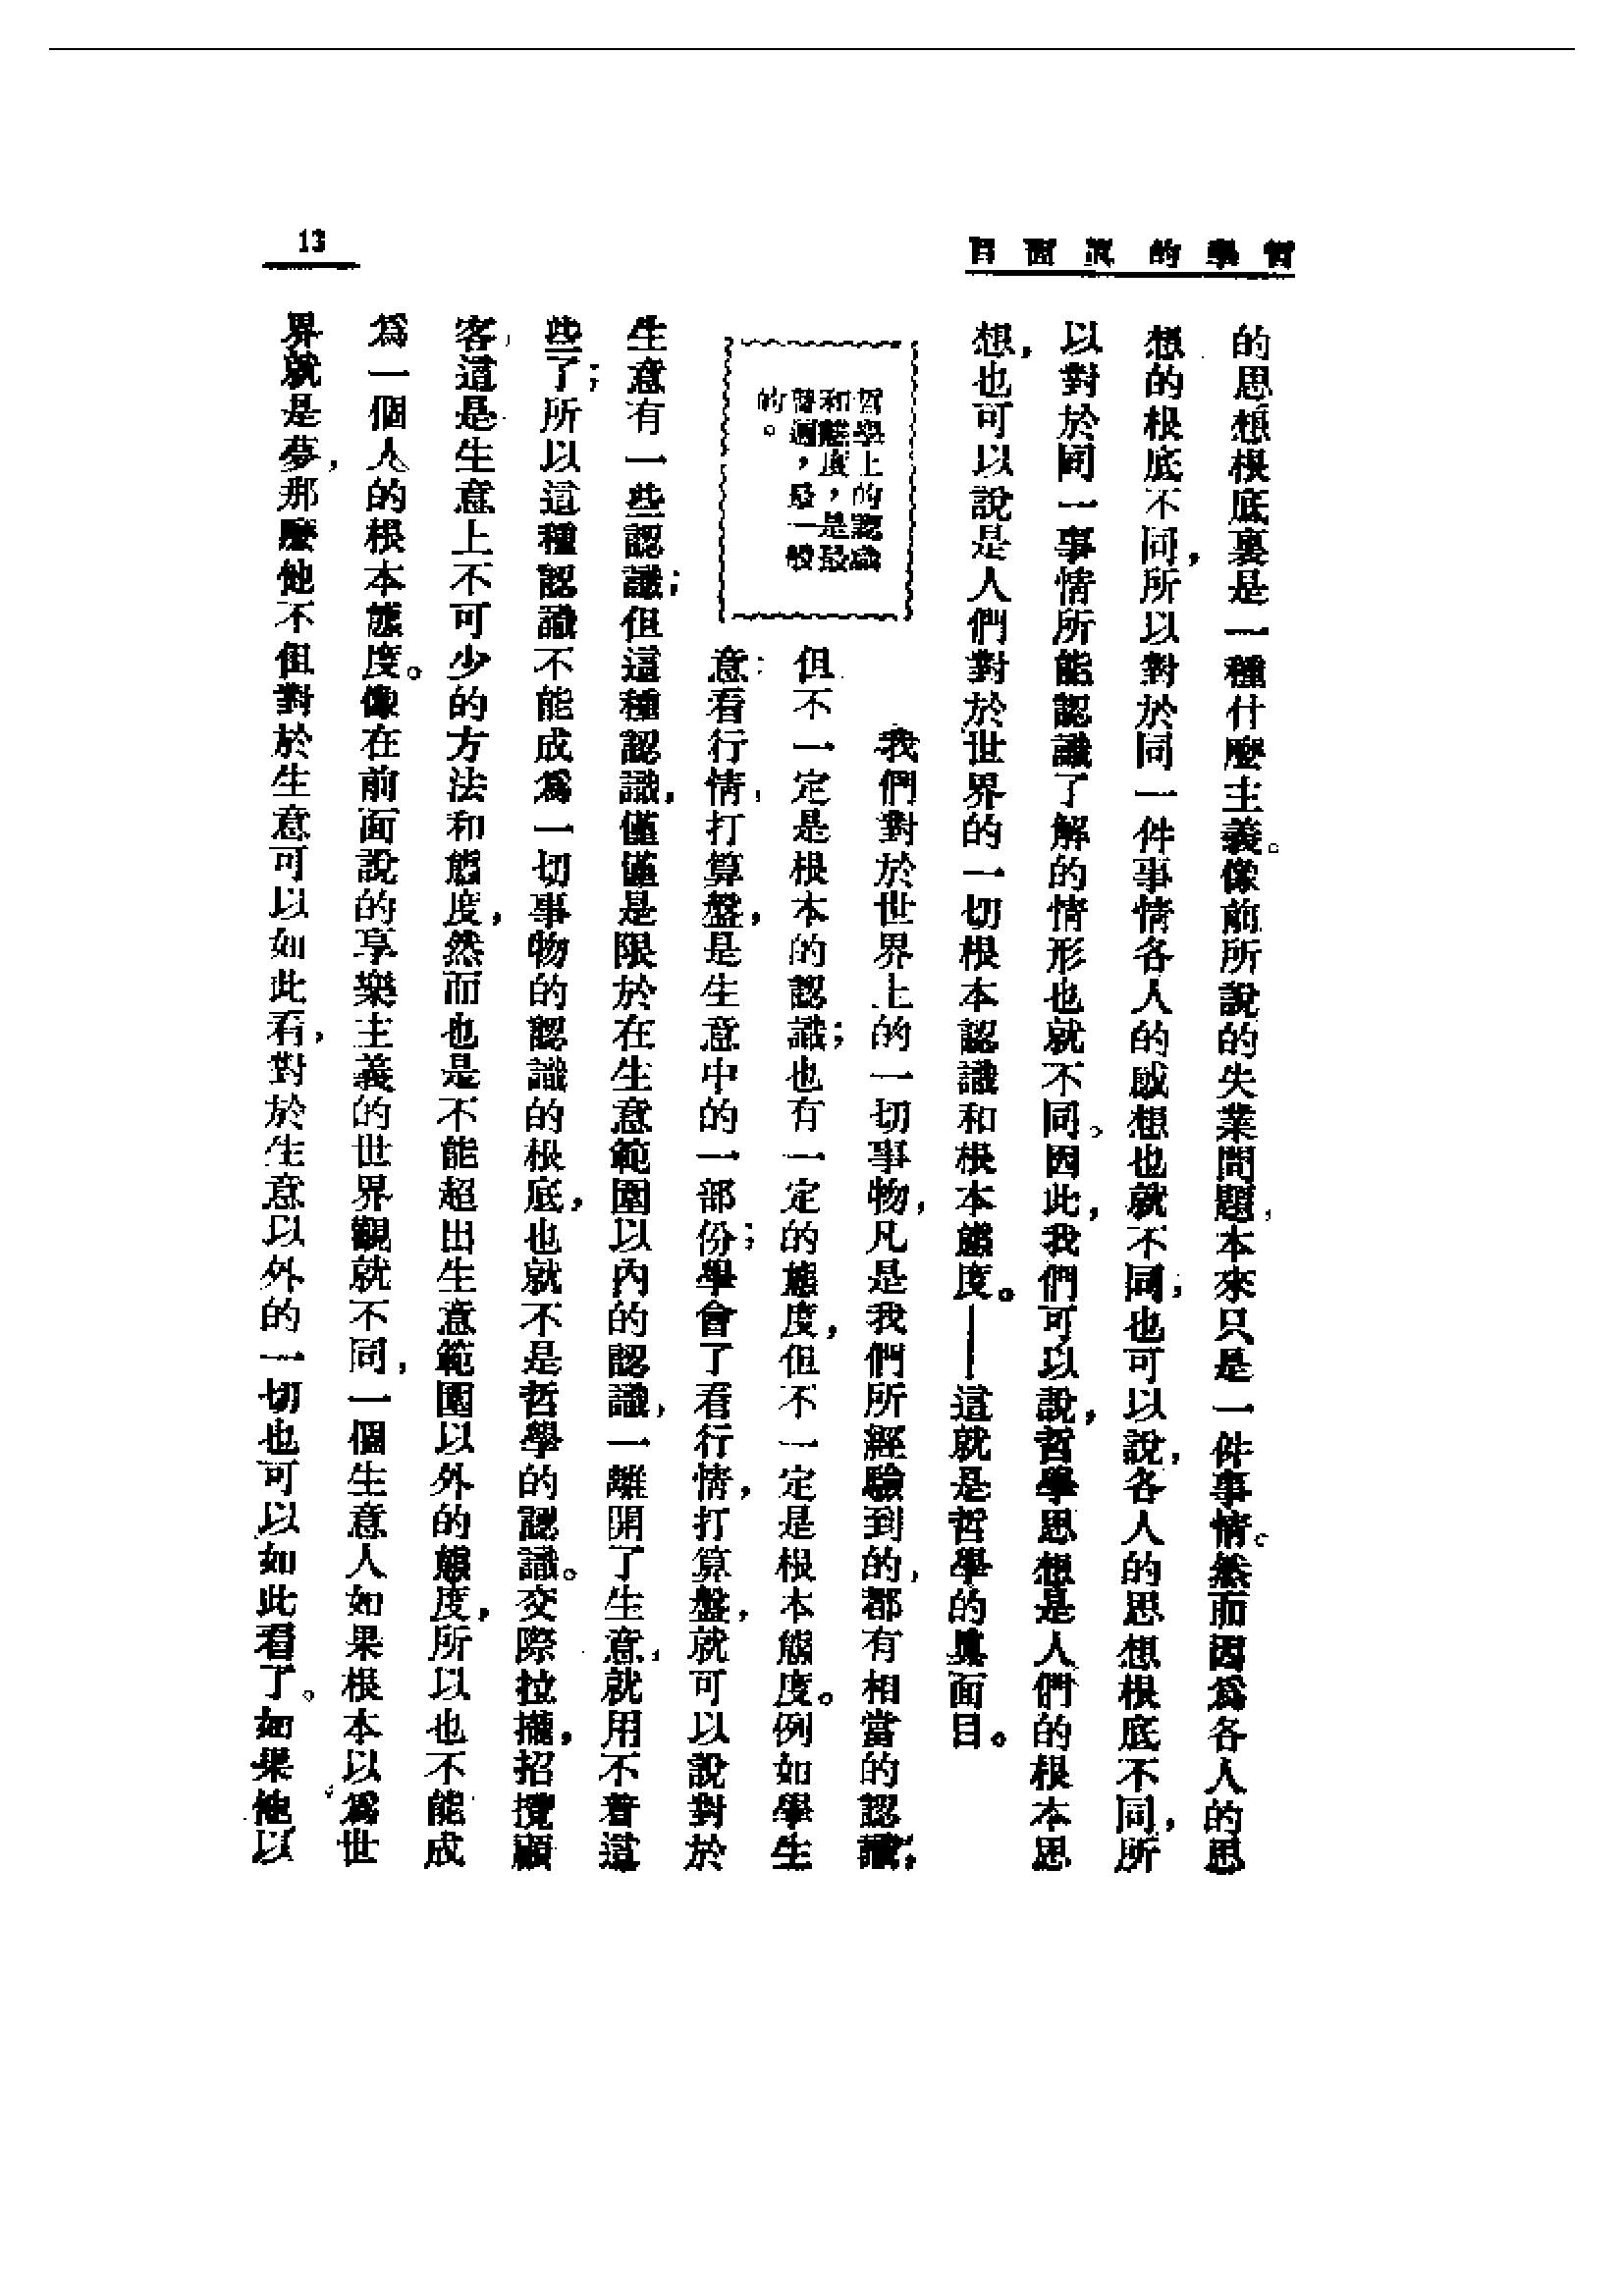 哲學的眞面目
13
的思想根底裏是一種什麼主義。像前所說的失業問題，本來只是一件事情。然而因爲各人的思
想的根底不同，所以對於同一件事情各人的感想也就不同，也可以說，各人的思想根底不同，所
以對於同一事情所能認識了解的情形也就不同。因此，我們可以說，哲學思想是人們的根本思
想，也可以說是人們對於世界的一切根本認識和根本態度。——這就是哲學的眞面目。
哲學上的認識
和態度，是最
普遍，最一般
的。
我們對於世界上的一切事物，凡是我們所經驗到的，都有相當的認識，
但不一定是根本的認識；也有一定的態度，但不一定是根本態度。例如學生
意；看行情，打算盤，是生意中的一部份；學會了看行情，打算盤，就可以說對於
生意有一些認識；但這種認識，僅僅是限於在生意範圍以內的認識，一離開了生意，就用不着這
些了；所以這種認識不能成爲一切事物的認識的根底，也就不是哲學的認識。交際拉攏，招攬顧
客，這是生意上不可少的方法和態度，然而也是不能超出生意範圍以外的態度，所以也不能成
爲一個人的根本態度。像在前面說的享樂主義的世界觀就不同，一個生意人如果根本以爲世
界就是夢，那麼他不但對於生意可以如此看，對於生意以外的一切也可以如此看了。如果他以